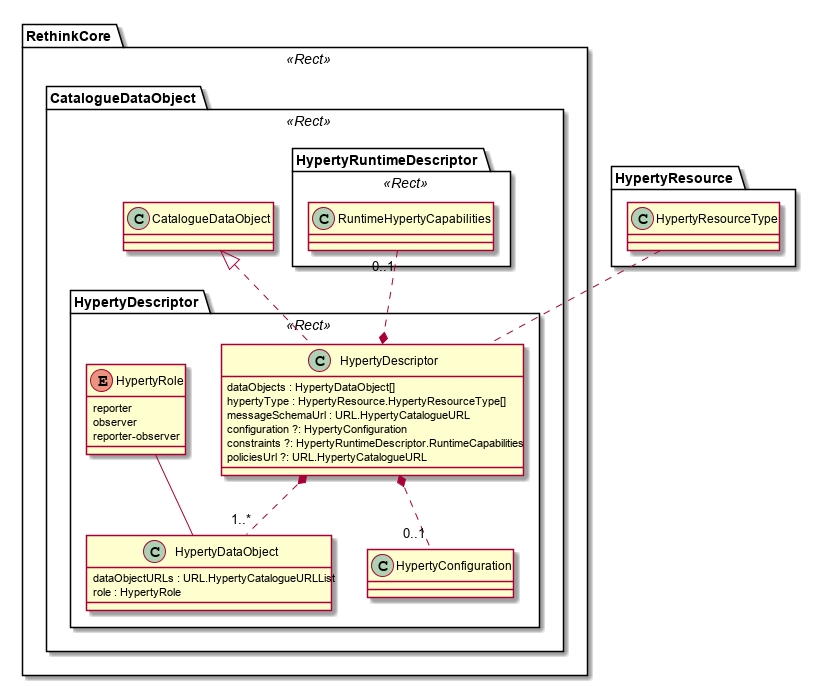 RethinkCore
«Rect»
CatalogueDataObject
«Rect»
HypertyRuntimeDescriptor
«Rect»
HypertyResource
C CatalogueDataObject
C RuntimeHypertyCapabilities
C HypertyResourceType
0..1
HypertyDescriptor
«Rect»
C HypertyDescriptor
dataObjects : HypertyDataObject[]
hypertyType : HypertyResource.HypertyResourceType[]
messageSchemaUrl : URL.HypertyCatalogueURL
configuration ?: HypertyConfiguration
constraints ?: HypertyRuntimeDescriptor.RuntimeCapabilities
policiesUrl ?: URL.HypertyCatalogueURL
E HypertyRole
reporter
observer
reporter-observer
1..*
0..1
C HypertyDataObject
dataObjectURLs : URL.HypertyCatalogueURLList
role : HypertyRole
C HypertyConfiguration